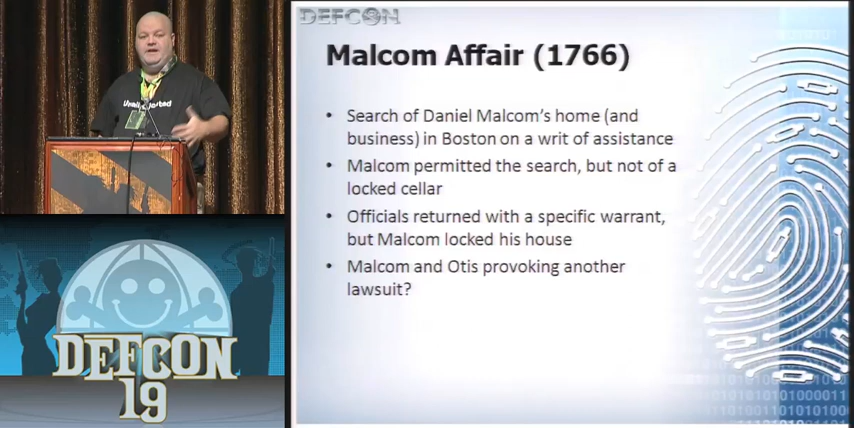 DEFCON
Malcom Affair (1766)
• Search of Daniel Malcom's home (and
business) in Boston on a writ of assistance
• Malcom permitted the search, but not of a
locked cellar
• Officials returned with a specific warrant,
but Malcom locked his house
• Malcom and Otis provoking another
lawsuit?
DEFCON
19